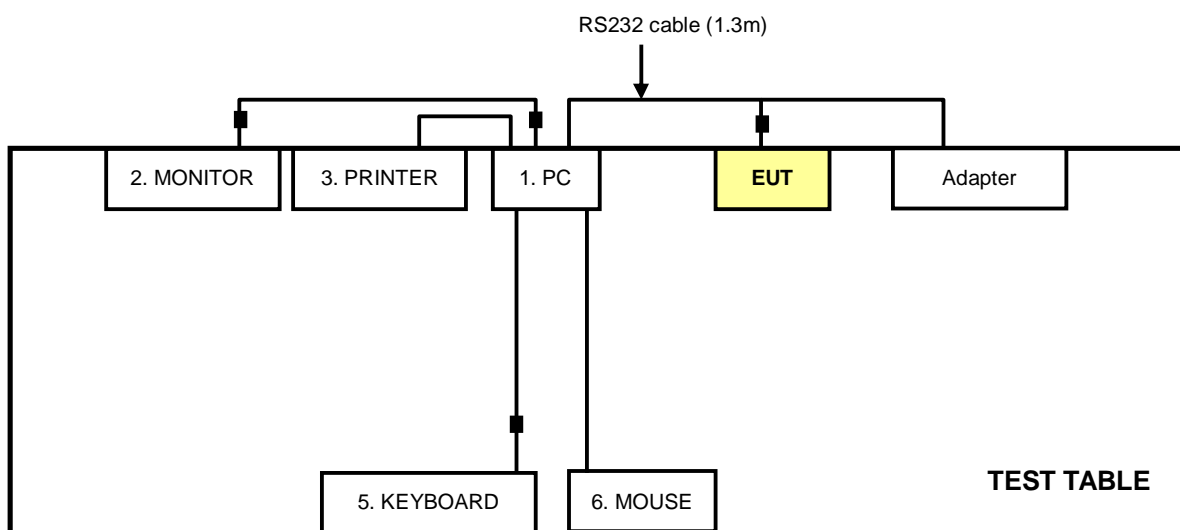 RS232 cable (1.3m)
2. MONITOR
3. PRINTER
1. PC
EUT
Adapter
TEST TABLE
5. KEYBOARD
6. MOUSE